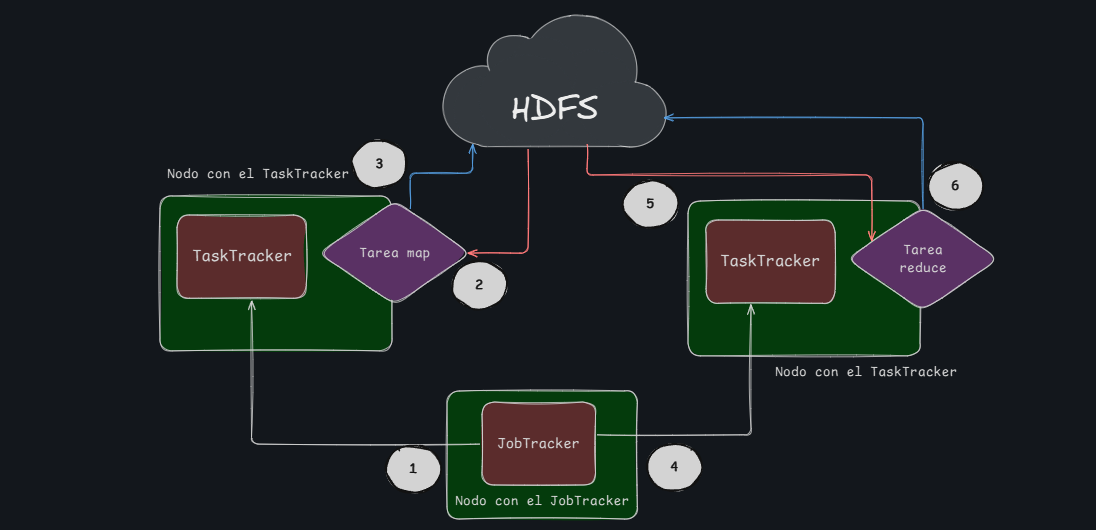 HDFS
3
Nodo con el TaskTracker
6
5
TaskTracker
Tarea map
TaskTracker
Tarea
reduce
2
Nodo con el TaskTracker
JobTracker
1
4
Nodo con el JobTracker